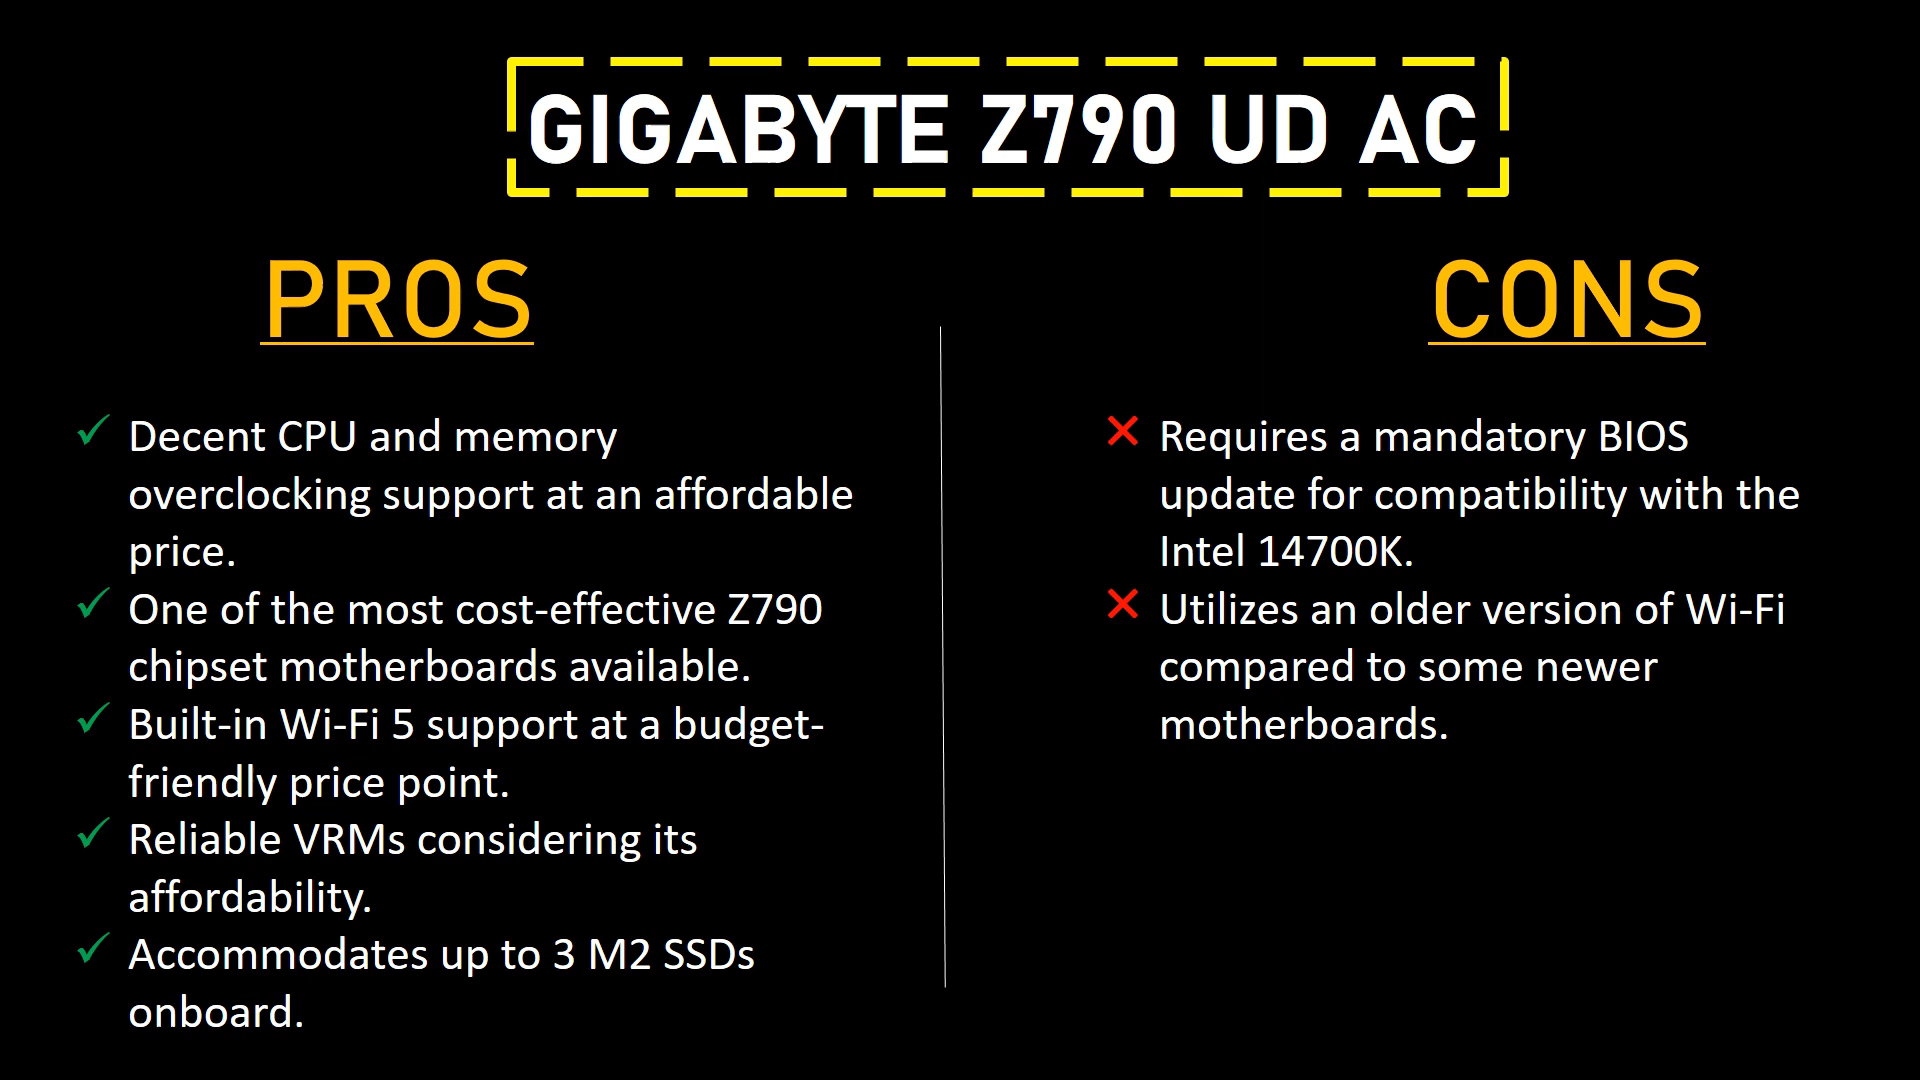 GIGABYTE Z790 UD AC
PROS
Decent CPU and memory
overclocking support at an affordable
price.
One of the most cost-effective Z790
chipset motherboards available.
Built-in Wi-Fi 5 support at a budget-
friendly price point.
Reliable VRMs considering its
affordability.
Accommodates up to 3 M2 SSDs
onboard.
CONS
Requires a mandatory BIOS
update for compatibility with the
Intel 14700K.
Utilizes an older version of Wi-Fi
compared to some newer
motherboards.